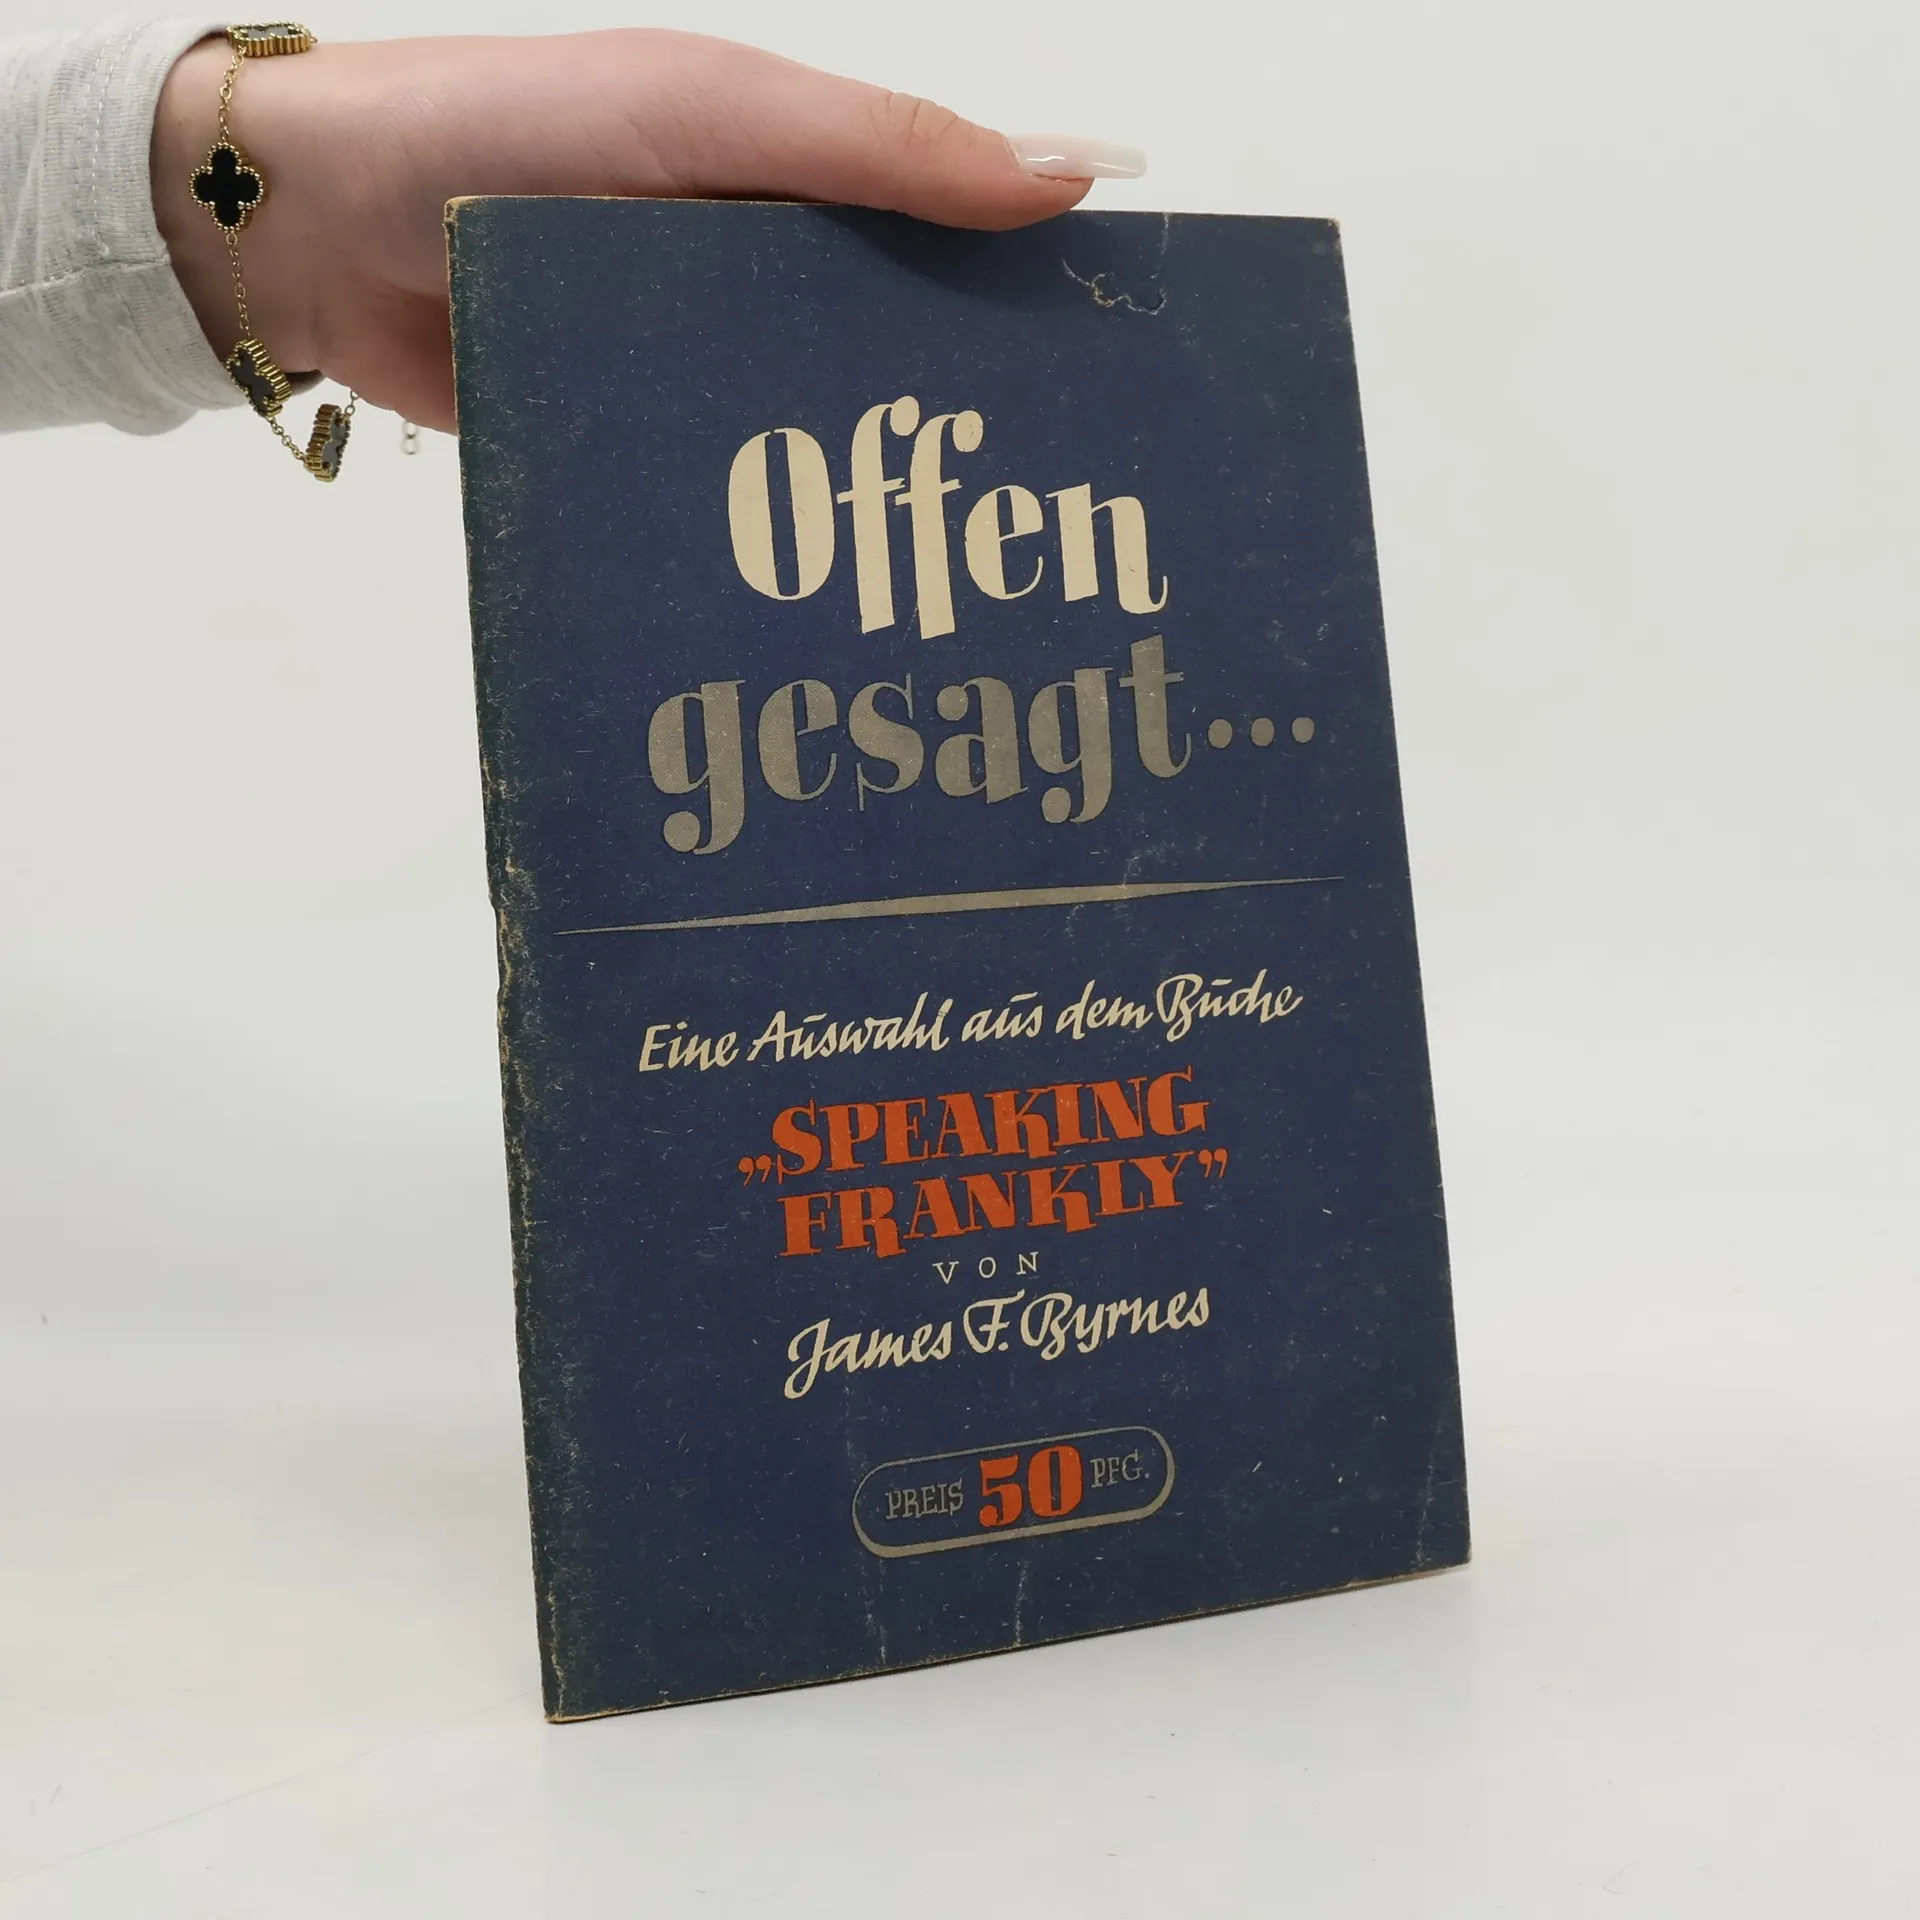 Offen
gesagt...
Eine Auswahl aus dem Buche
„SPEAKING
FRANKLY”
VON
James F. Byrnes
PREIS 50 PFG.